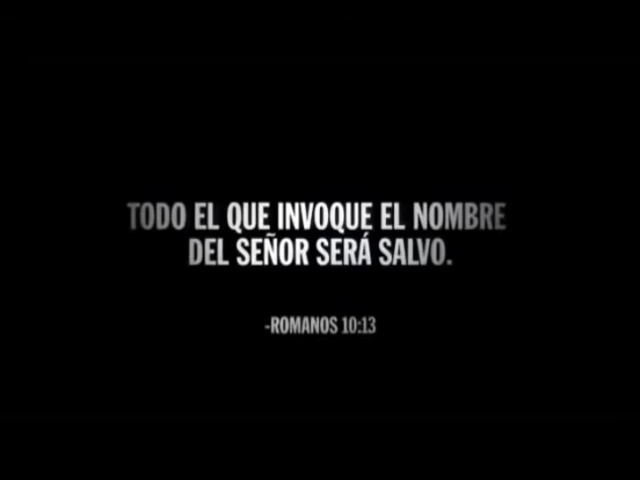 TODO EL QUE INVOQUE EL NOMBRE
DEL SEÑOR SERÁ SALVO.
-ROMANOS 10:13